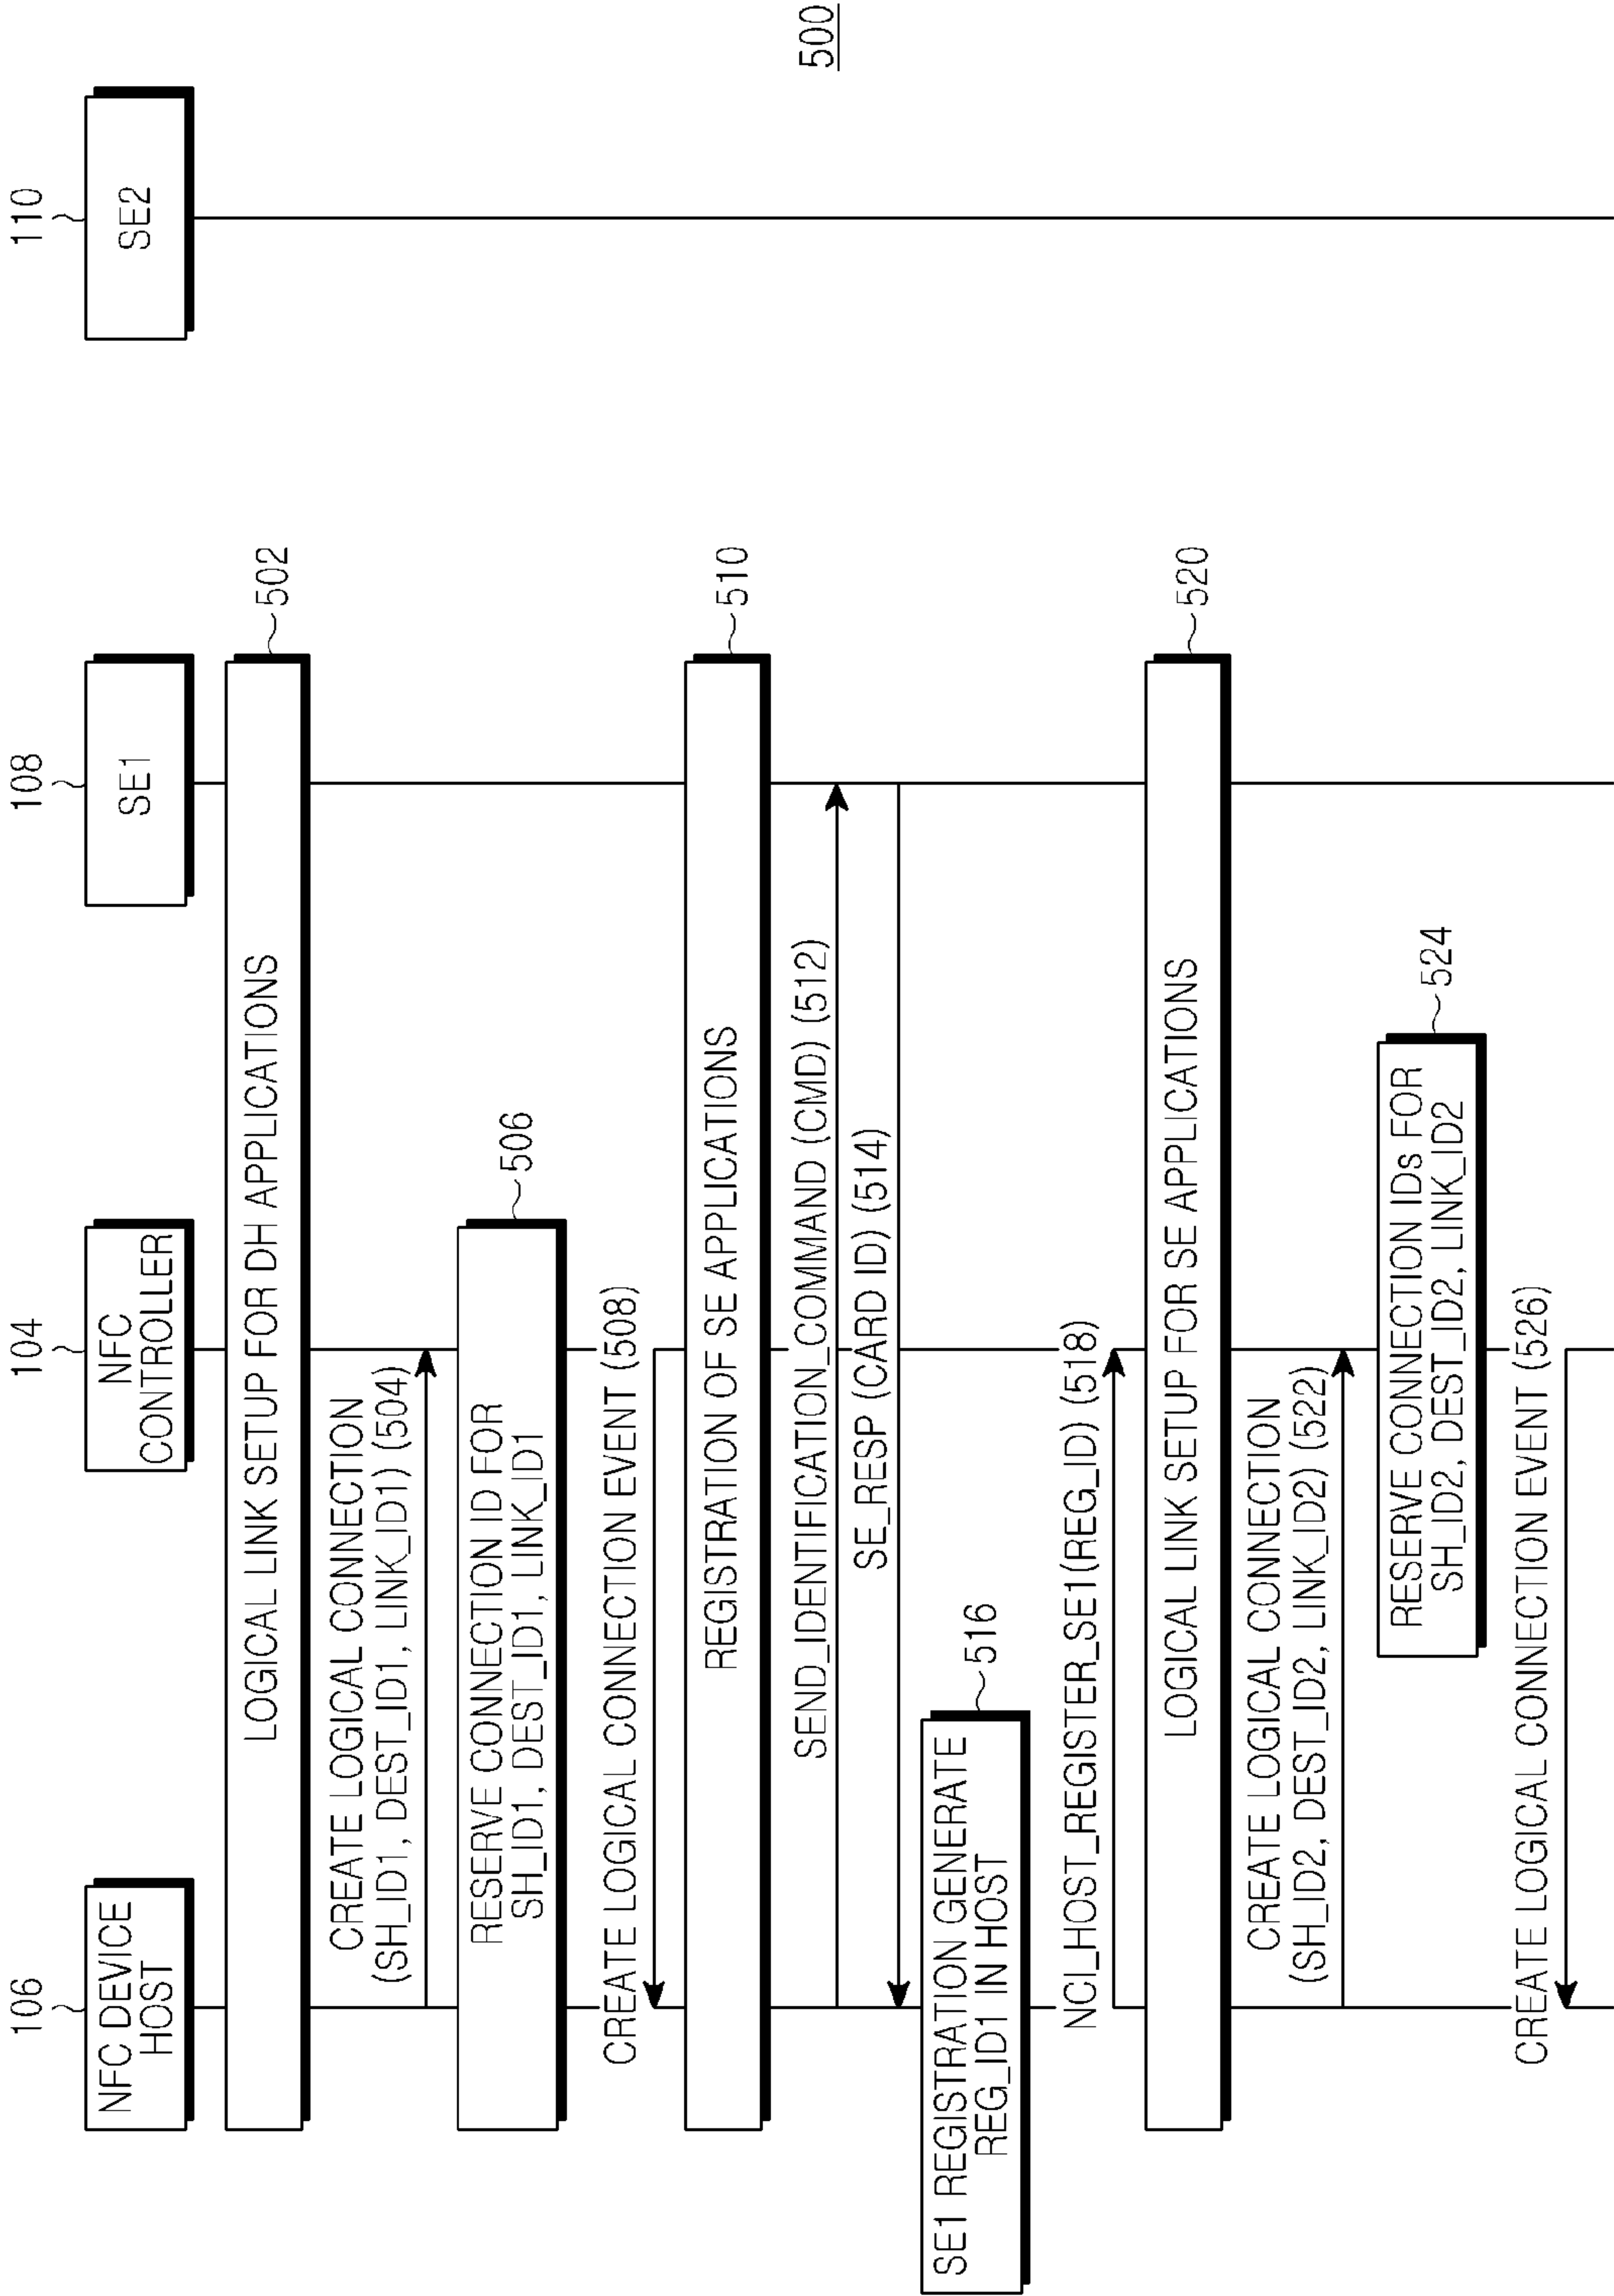 500
106
104
108
110
NFC DEVICE
HOST
NFC
CONTROLLER
SE1
SE2
LOGICAL LINK SETUP FOR DH APPLICATIONS
502
CREATE LOGICAL CONNECTION
(SH_ID1, DEST_ID1, LINK_ID1) (504)
RESERVE CONNECTION ID FOR
SH_ID1, DEST_ID1, LINK_ID1
506
CREATE LOGICAL CONNECTION EVENT (508)
REGISTRATION OF SE APPLICATIONS
510
SEND_IDENTIFICATION_COMMAND (CMD) (512)
SE_RESP (CARD ID) (514)
SE1 REGISTRATION GENERATE
REG_ID1 IN HOST
516
NCI_HOST_REGISTER_SE1(REG_ID) (518)
LOGICAL LINK SETUP FOR SE APPLICATIONS
520
CREATE LOGICAL CONNECTION
(SH_ID2, DEST_ID2, LINK_ID2) (522)
RESERVE CONNECTION IDs FOR
SH_ID2, DEST_ID2, LINK_ID2
524
CREATE LOGICAL CONNECTION EVENT (526)